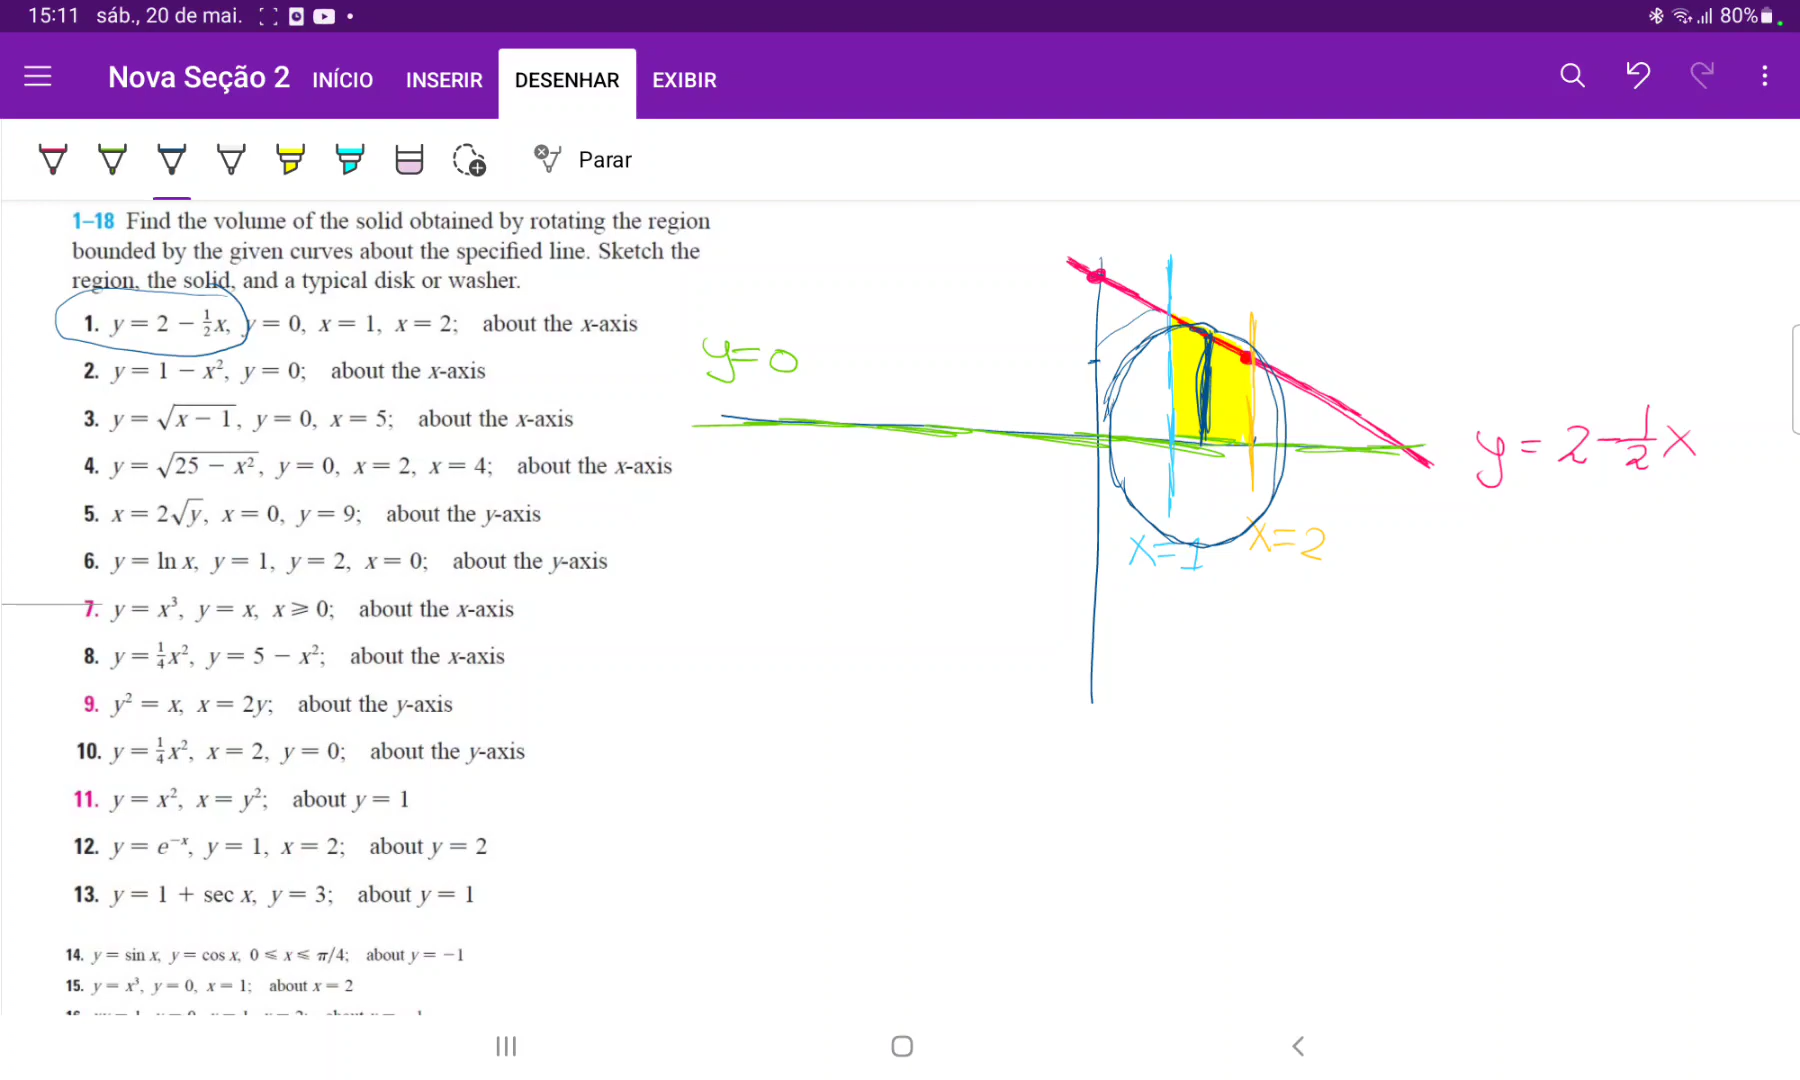 15:11 sáb., 20 de mai. 80%
Nova Seção 2 INÍCIO INSERIR DESENHAR EXIBIR
Parar
1–18 Find the volume of the solid obtained by rotating the region
bounded by the given curves about the specified line. Sketch the
region, the solid, and a typical disk or washer.
1. y = 2 − ½x, y = 0, x = 1, x = 2; about the x-axis
2. y = 1 − x², y = 0; about the x-axis
3. y = √(x − 1), y = 0, x = 5; about the x-axis
4. y = √(25 − x²), y = 0, x = 2, x = 4; about the x-axis
5. x = 2√y, x = 0, y = 9; about the y-axis
6. y = ln x, y = 1, y = 2, x = 0; about the y-axis
7. y = x³, y = x, x ⩾ 0; about the x-axis
8. y = ¼x², y = 5 − x²; about the x-axis
9. y² = x, x = 2y; about the y-axis
10. y = ¼x², x = 2, y = 0; about the y-axis
11. y = x², x = y²; about y = 1
12. y = e⁻ˣ, y = 1, x = 2; about y = 2
13. y = 1 + sec x, y = 3; about y = 1
14. y = sin x, y = cos x, 0 ⩽ x ⩽ π/4; about y = −1
15. y = x³, y = 0, x = 1; about x = 2
y=0
y=2-½x
x=1
x=2